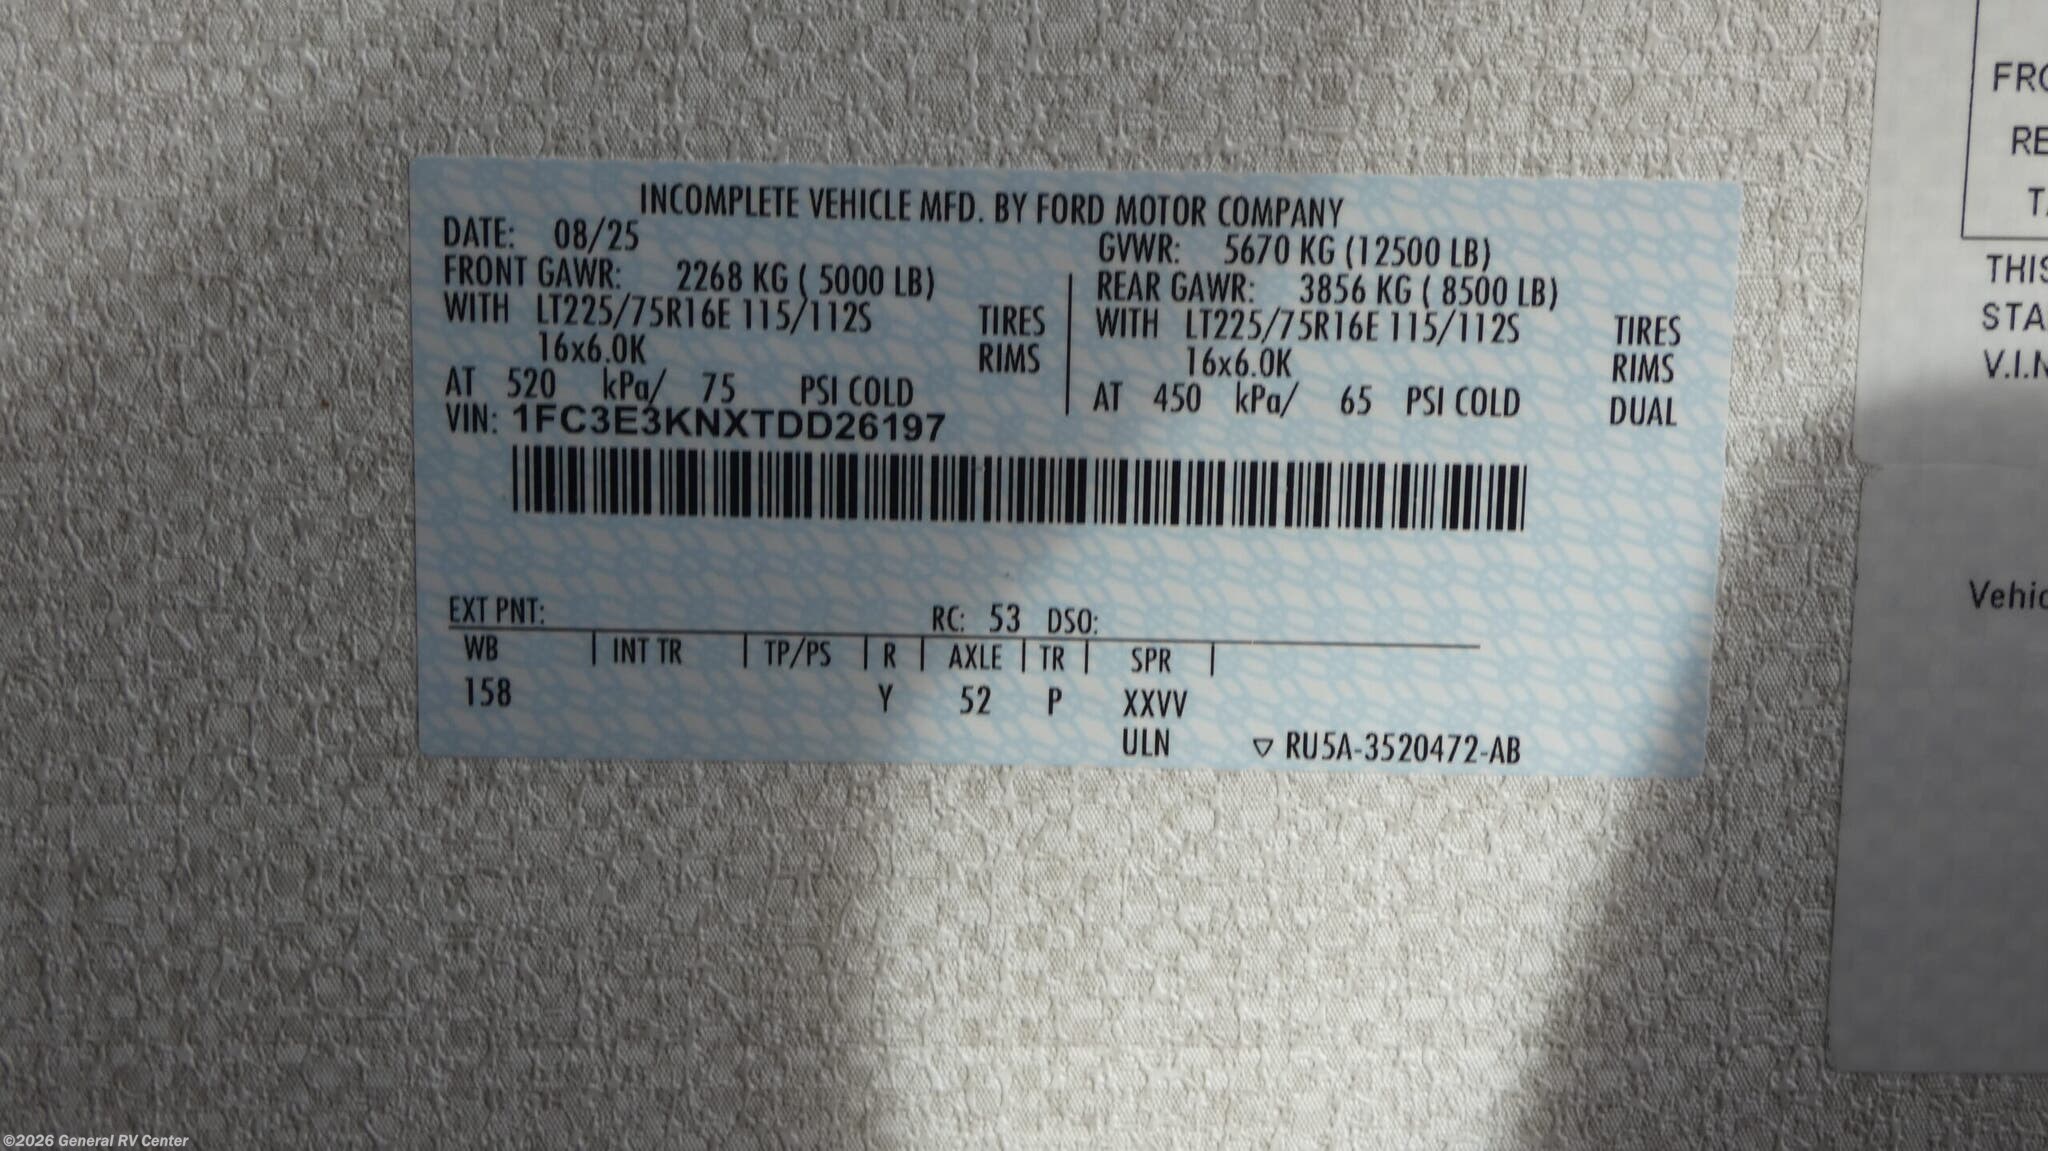 INCOMPLETE VEHICLE MFD. BY FORD MOTOR COMPANY
DATE: 08/25 GVWR: 5670 KG (12500 LB)
FRONT GAWR: 2268 KG ( 5000 LB) REAR GAWR: 3856 KG ( 8500 LB)
WITH LT225/75R16E 115/112S TIRES WITH LT225/75R16E 115/112S TIRES
16x6.0K RIMS 16x6.0K RIMS
AT 520 kPa/ 75 PSI COLD AT 450 kPa/ 65 PSI COLD DUAL
VIN: 1FC3E3KNXTDD26197
EXT PNT: RC: 53 DSO:
WB INT TR TP/PS R AXLE TR SPR
158 Y 52 P XXVV
ULN ▽ RU5A-3520472-AB
FRO
RE
TA
THIS
STA
V.I.N
Vehic
©2026 General RV Center